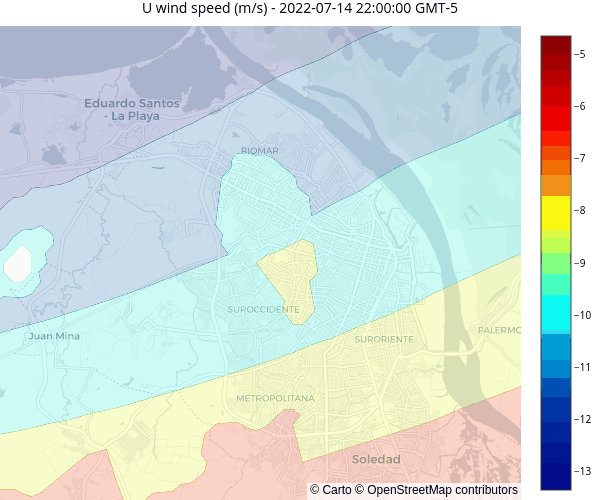 U wind speed (m/s) - 2022-07-14 22:00:00 GMT-5
Eduardo Santos
- La Playa
RIOMAR
SUROCCIDENTE
Juan Mina
SURORIENTE
PALERMO
METROPOLITANA
Soledad
© Carto © OpenStreetMap contributors
−5
−6
−7
−8
−9
−10
−11
−12
−13